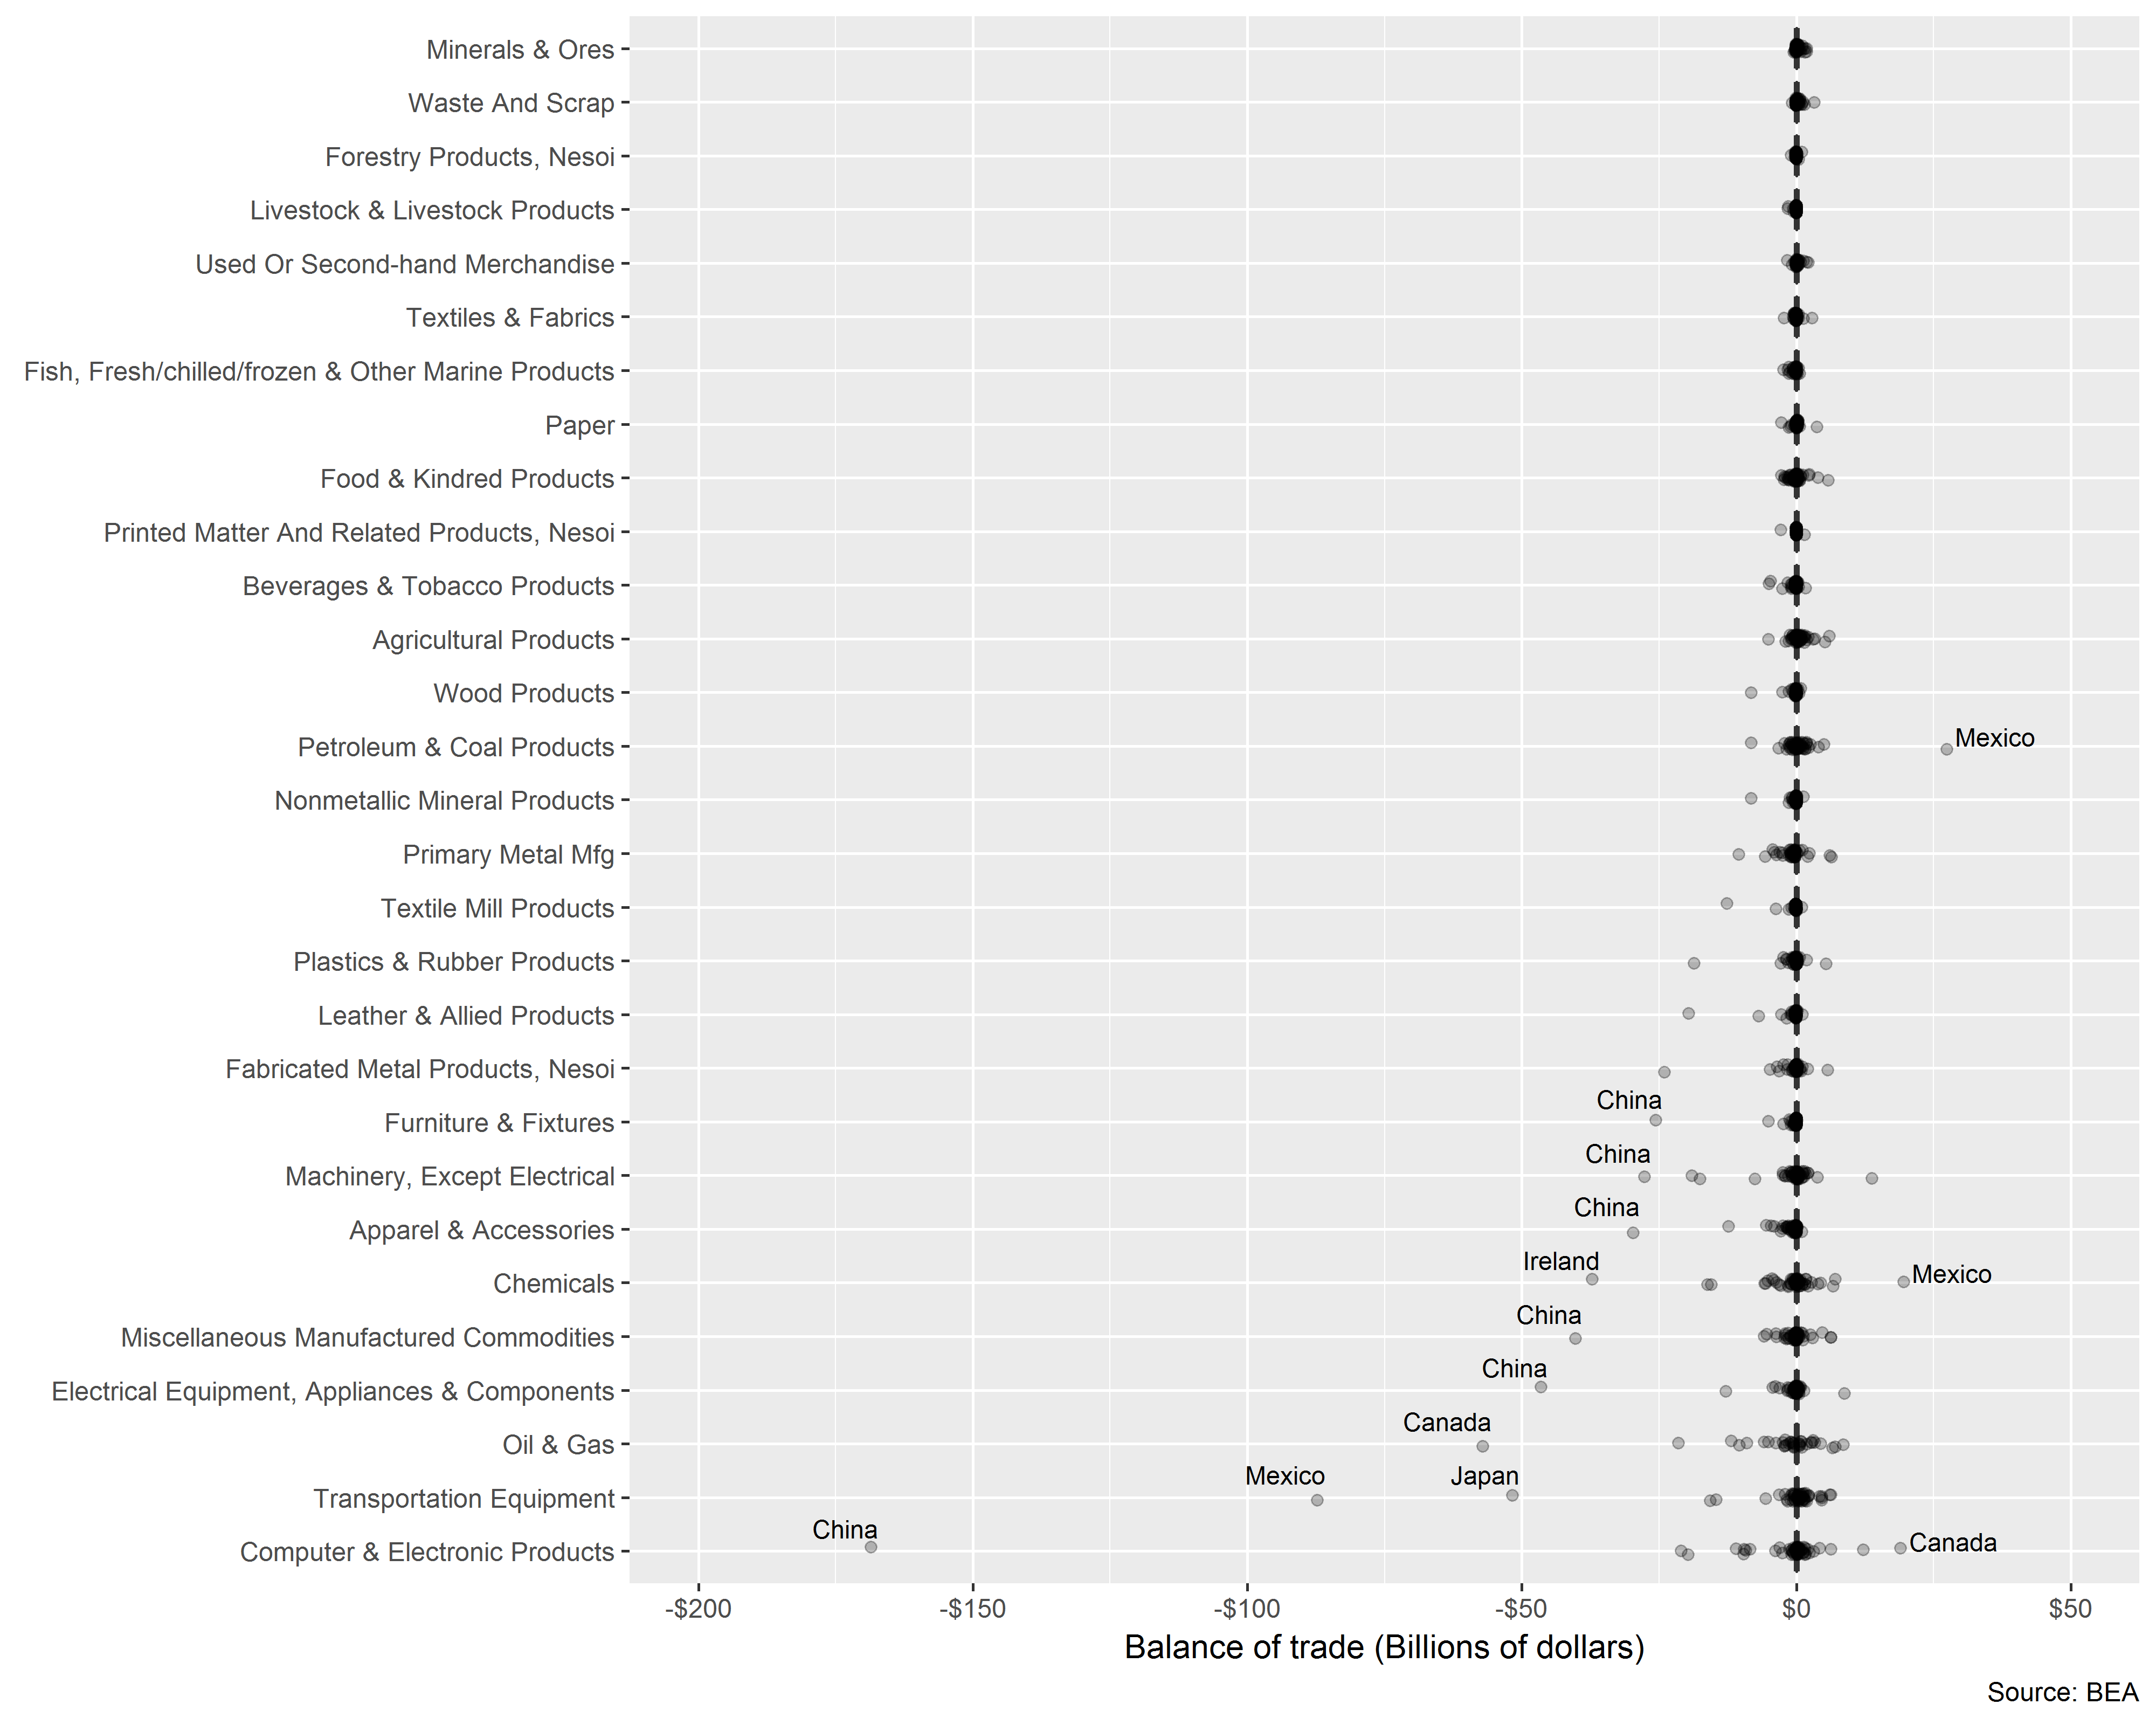 Minerals & Ores
Waste And Scrap
Forestry Products, Nesoi
Livestock & Livestock Products
Used Or Second-hand Merchandise
Textiles & Fabrics
Fish, Fresh/chilled/frozen & Other Marine Products
Paper
Food & Kindred Products
Printed Matter And Related Products, Nesoi
Beverages & Tobacco Products
Agricultural Products
Wood Products
Petroleum & Coal Products
Mexico
Nonmetallic Mineral Products
Primary Metal Mfg
Textile Mill Products
Plastics & Rubber Products
Leather & Allied Products
Fabricated Metal Products, Nesoi
China
Furniture & Fixtures
China
Machinery, Except Electrical
China
Apparel & Accessories
Ireland
Chemicals
Mexico
China
Miscellaneous Manufactured Commodities
China
Electrical Equipment, Appliances & Components
Canada
Oil & Gas
Mexico
Japan
Transportation Equipment
China
Computer & Electronic Products
Canada
-$200
-$150
-$100
-$50
$0
$50
Balance of trade (Billions of dollars)
Source: BEA